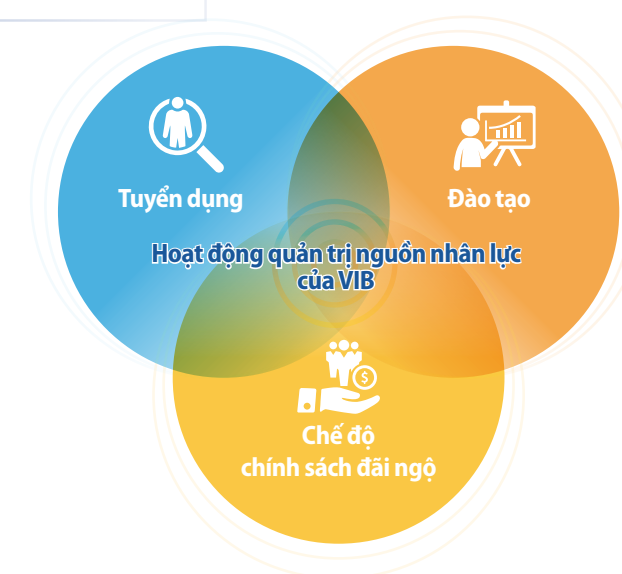 Tuyển dụng
Đào tạo
Hoạt động quản trị nguồn nhân lực
của VIB
$
Chế độ
chính sách đãi ngộ